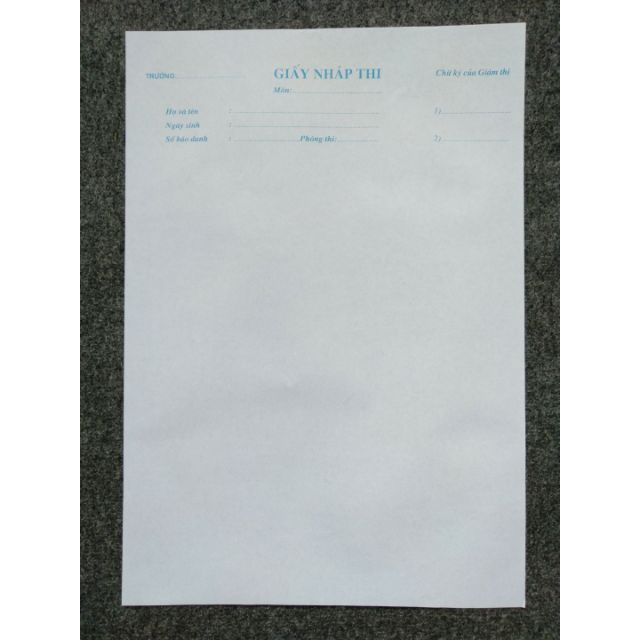 TRƯỜNG................ GIẤY NHÁP THI Chữ ký của Giám thị
Môn:................
Họ và tên :................ 1)................
Ngày sinh :................
Số báo danh :................Phòng thi:................ 2)................